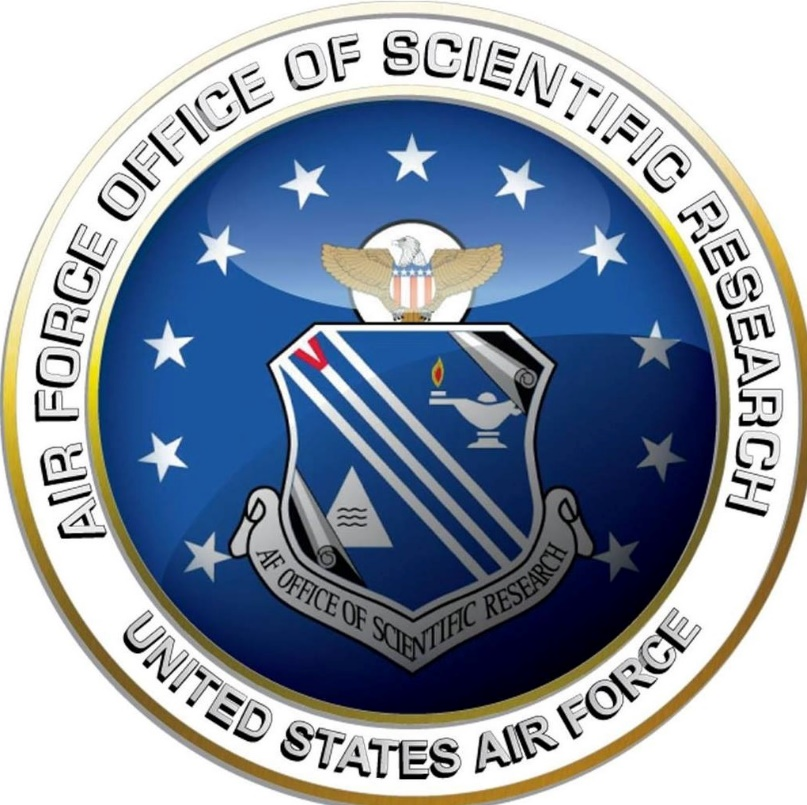 AIR FORCE OFFICE OF SCIENTIFIC RESEARCH
V
AF OFFICE OF SCIENTIFIC RESEARCH
UNITED STATES AIR FORCE